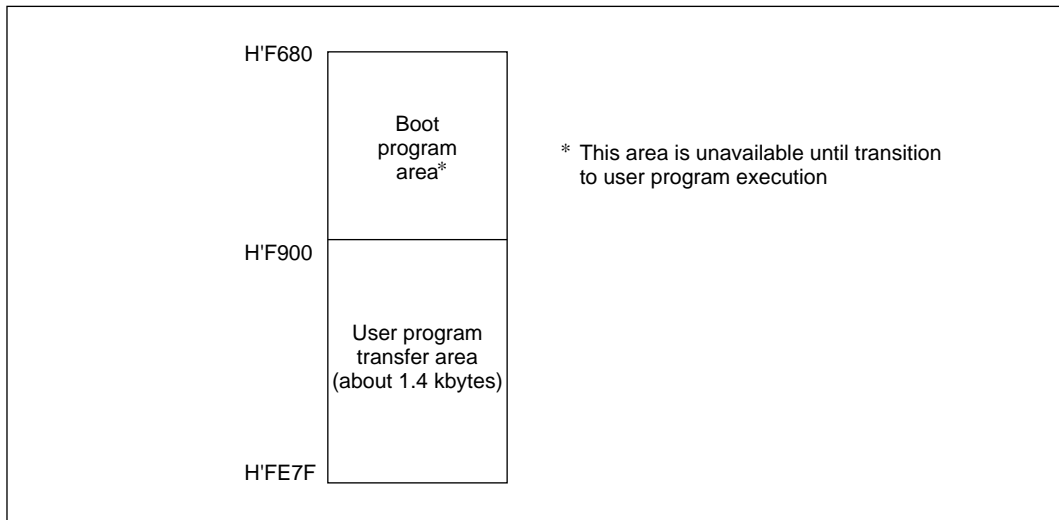 H'F680
Boot
program
area*
* This area is unavailable until transition
to user program execution
H'F900
User program
transfer area
(about 1.4 kbytes)
H'FE7F